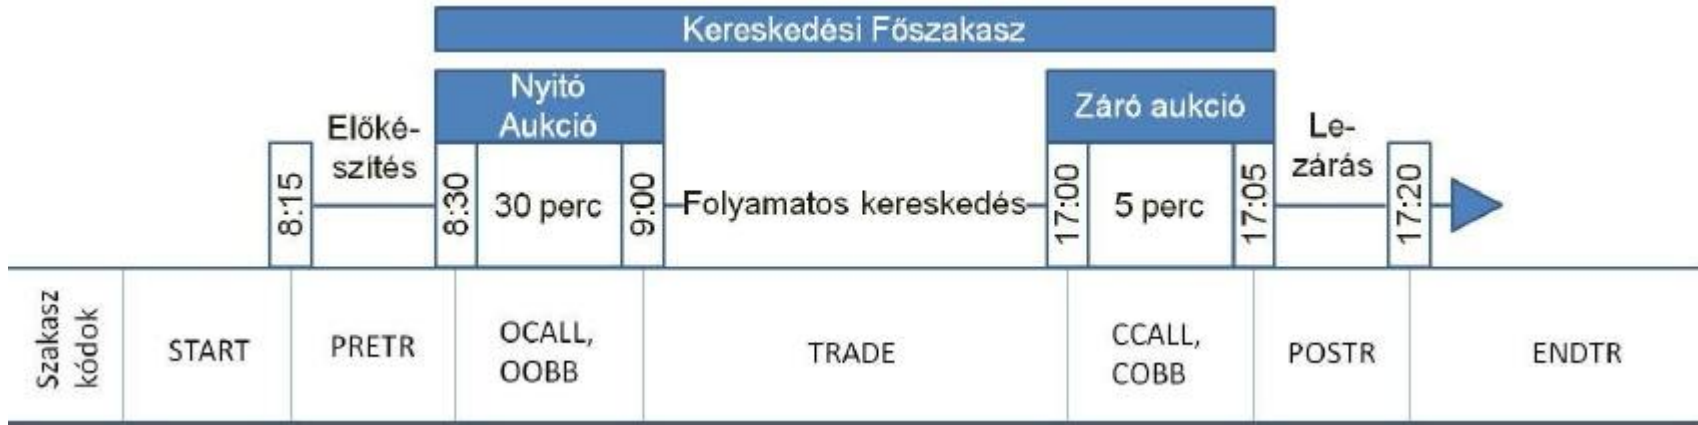 Kereskedési Főszakasz
Nyitó
Aukció
Záró aukció
Előké-
szítés
Le-
zárás
8:15
8:30
30 perc
9:00
Folyamatos kereskedés
17:00
5 perc
17:05
17:20
Szakasz
kódok
START
PRETR
OCALL,
OOBB
TRADE
CCALL,
COBB
POSTR
ENDTR